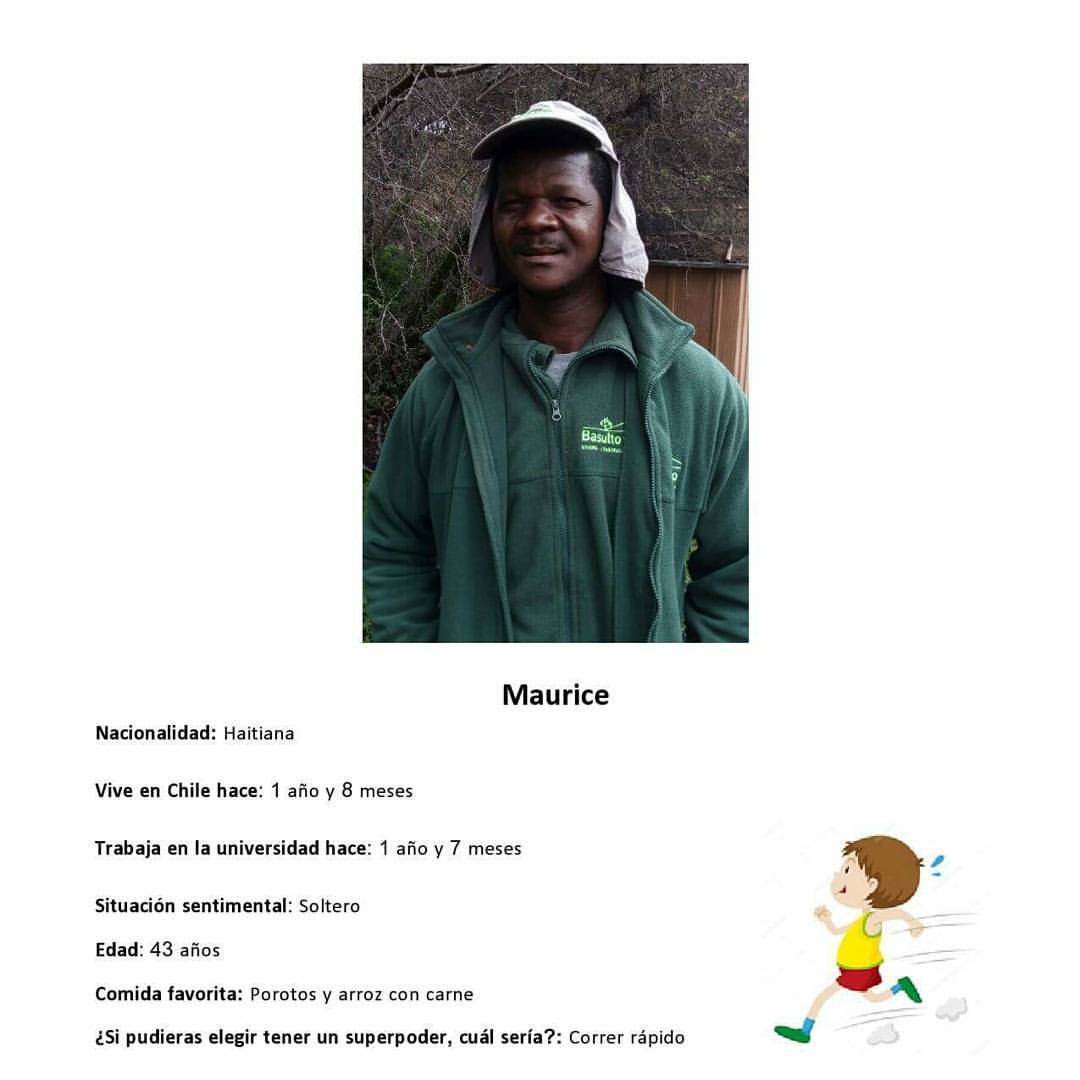 Basulto
Maurice
Nacionalidad: Haitiana
Vive en Chile hace: 1 año y 8 meses
Trabaja en la universidad hace: 1 año y 7 meses
Situación sentimental: Soltero
Edad: 43 años
Comida favorita: Porotos y arroz con carne
¿Si pudieras elegir tener un superpoder, cuál sería?: Correr rápido